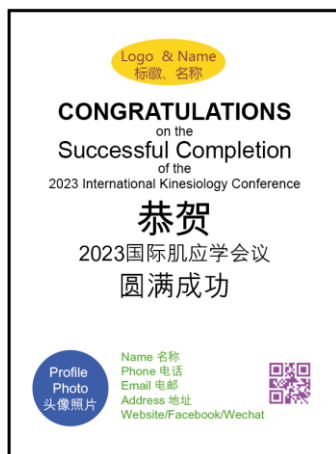 Logo & Name
标徽、名称
CONGRATULATIONS
on the
Successful Completion
of the
2023 International Kinesiology Conference
恭贺
2023国际肌应学会议
圆满成功
Profile
Photo
头像照片
Name 名称
Phone 电话
Email 电邮
Address 地址
Website/Facebook/Wechat